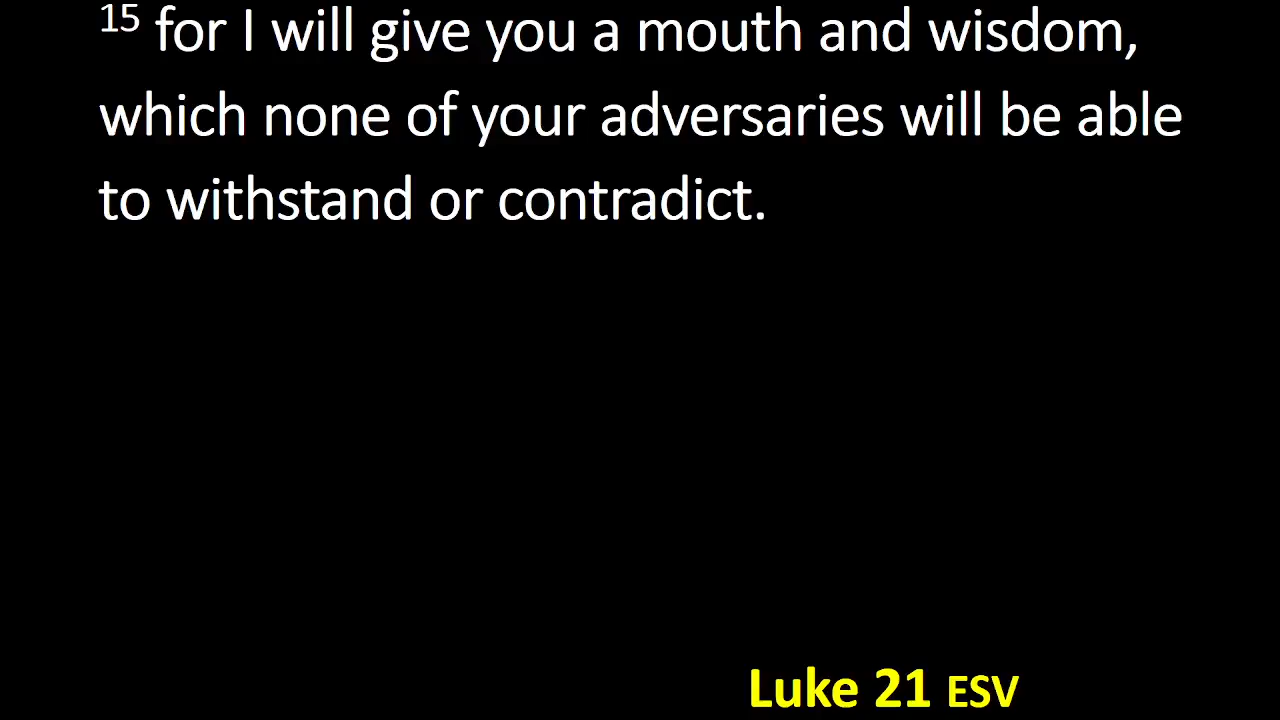 15 for I will give you a mouth and wisdom,
which none of your adversaries will be able
to withstand or contradict.
Luke 21 ESV